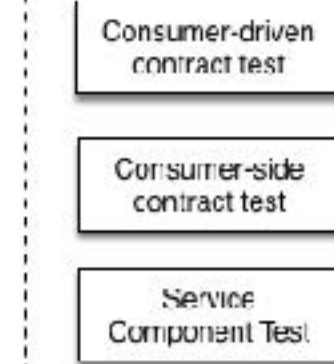 Consumer-driven
contract test
Consumer-side
contract test
Service
Component Test